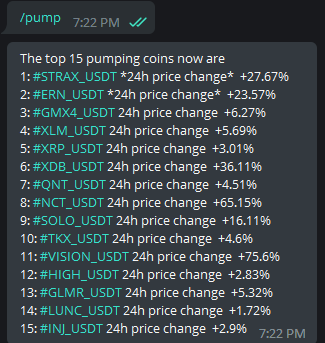 /pump 7:22 PM
The top 15 pumping coins now are
1: #STRAX_USDT *24h price change* +27.67%
2: #ERN_USDT *24h price change* +23.57%
3: #GMX4_USDT 24h price change +6.27%
4: #XLM_USDT 24h price change +5.69%
5: #XRP_USDT 24h price change +3,01%
6: #XDB_USDT 24h price change +36.11%
7: #QNT_USDT 24h price change +4.51%
8: #NCT_USDT 24h price change +65.15%
9: #SOLO_USDT 24h price change +16.11%
10: #TKX_USDT 24h price change +4.6%
11: #VISION_USDT 24h price change +75.6%
12: #HIGH_USDT 24h price change +2.83%
13: #GLMR_USDT 24h price change +5.32%
14: #LUNC_USDT 24h price change +1.72%
15: #INJ_USDT 24h price change +2.9% 7:22 PM